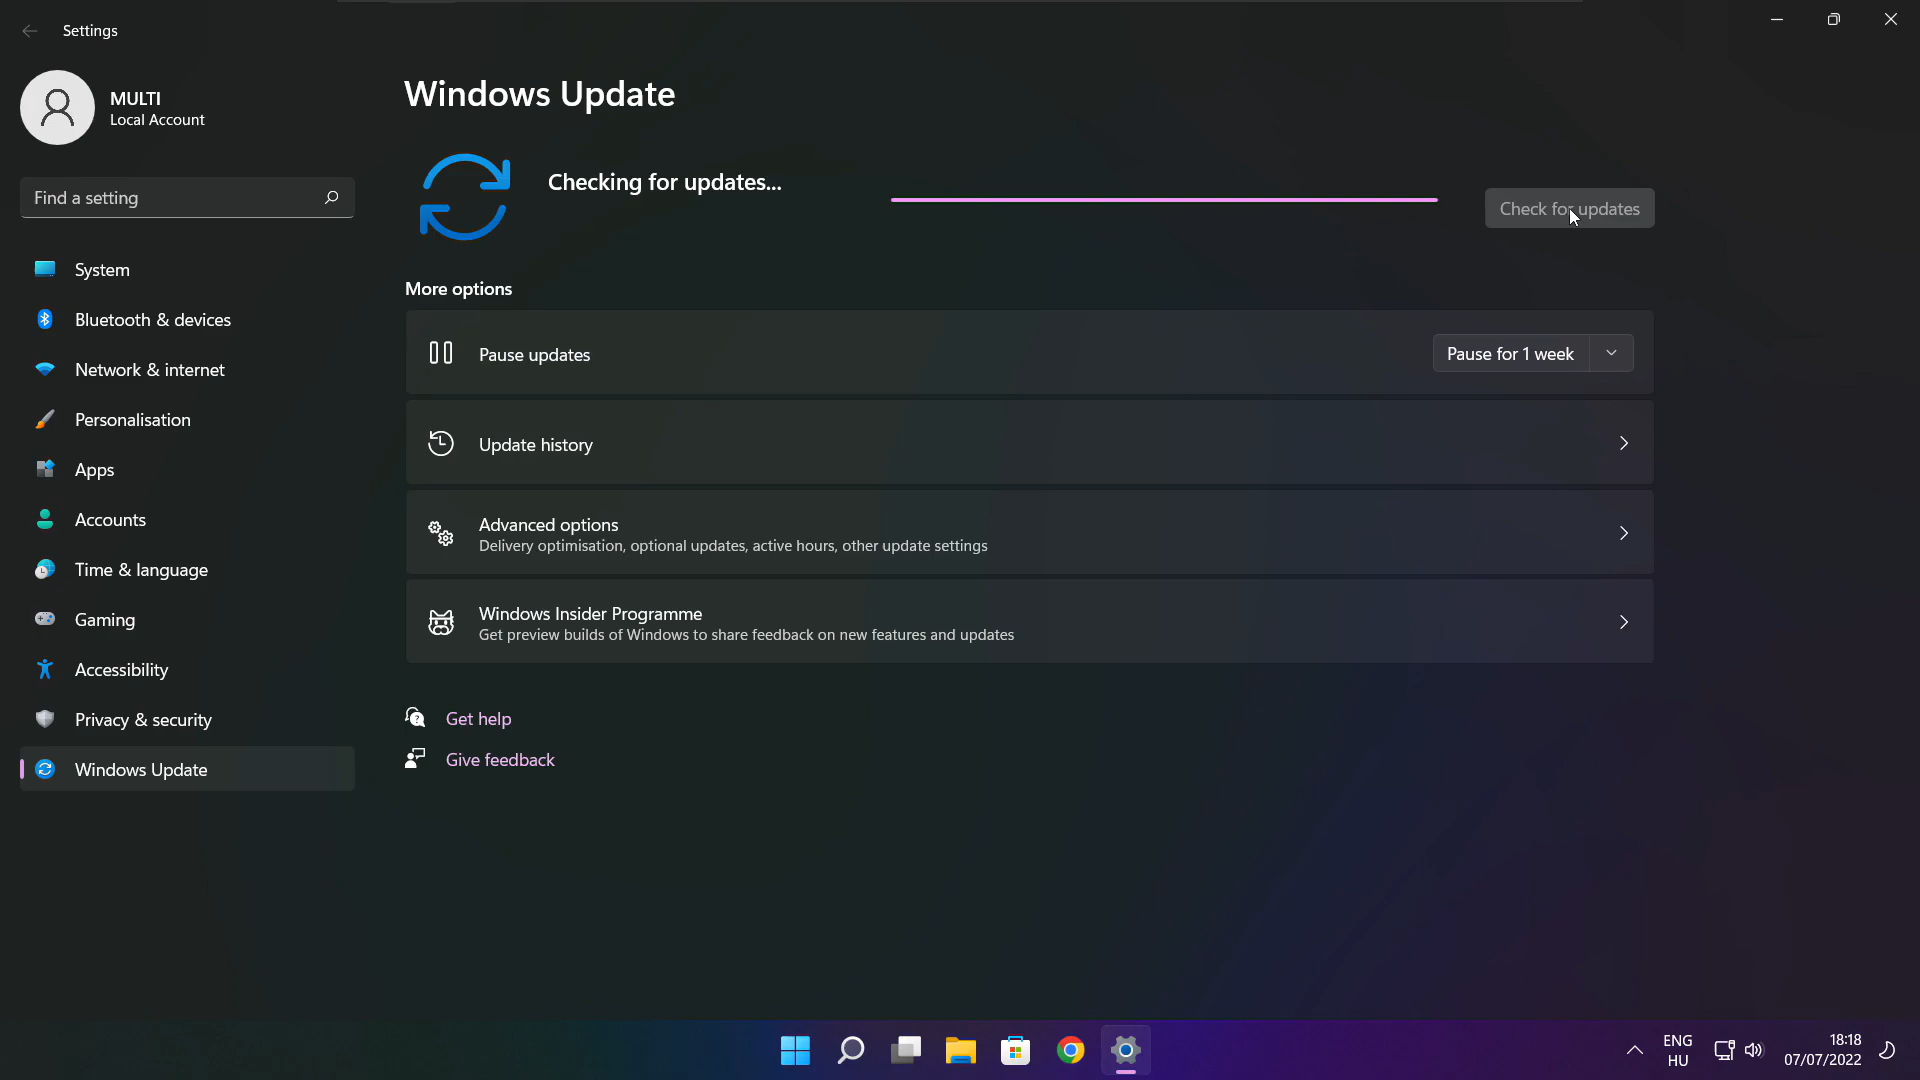 Settings
MULTI
Local Account
Find a setting
System
Bluetooth & devices
Network & internet
Personalisation
Apps
Accounts
Time & language
Gaming
Accessibility
Privacy & security
Windows Update
Windows Update
Checking for updates...
Check for updates
More options
Pause updates
Pause for 1 week
Update history
Advanced options
Delivery optimisation, optional updates, active hours, other update settings
Windows Insider Programme
Get preview builds of Windows to share feedback on new features and updates
Get help
Give feedback
ENG
HU
18:18
07/07/2022